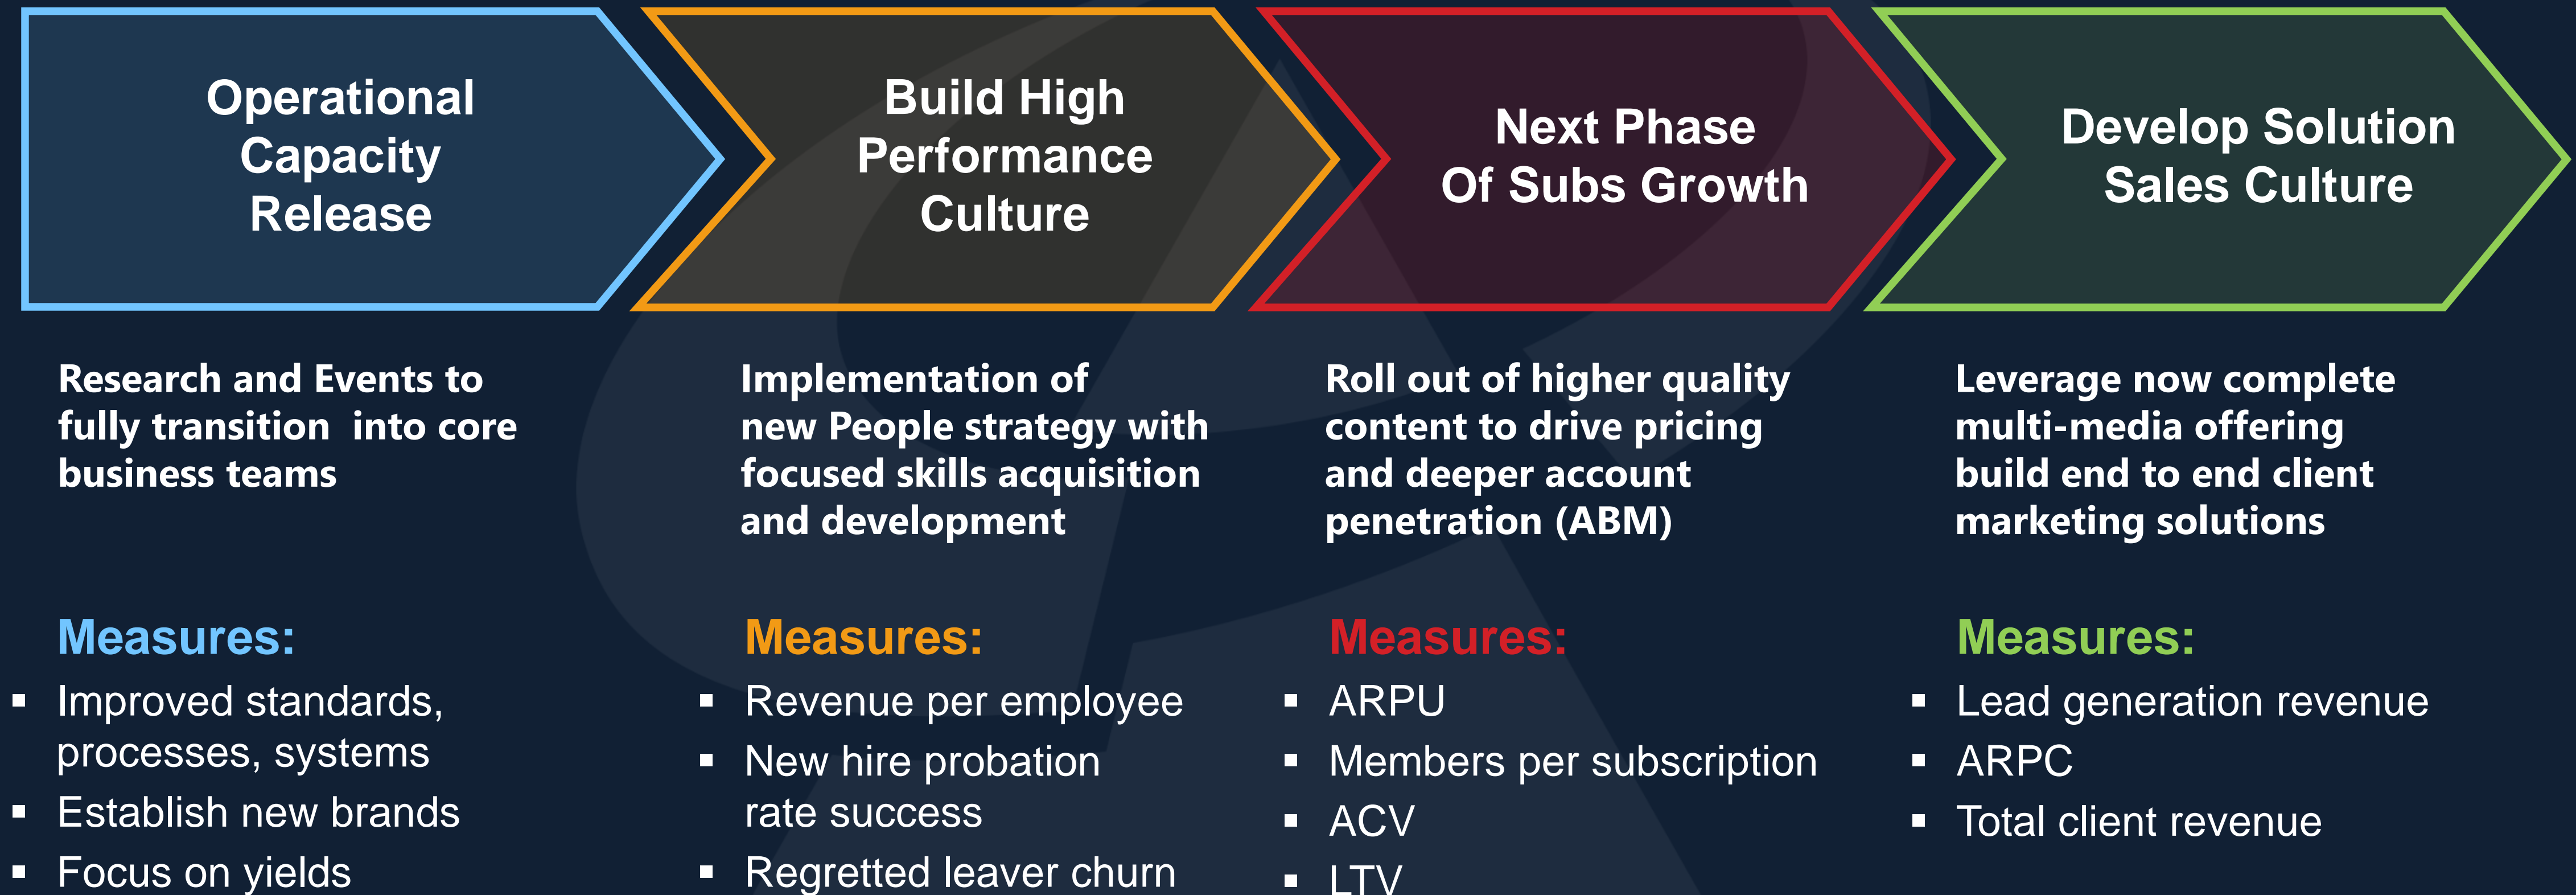 Operational
Capacity
Release
Build High
Performance
Culture
Next Phase
Of Subs Growth
Develop Solution
Sales Culture
Research and Events to
fully transition  into core
business teams
Implementation of
new People strategy with
focused skills acquisition
and development
Roll out of higher quality
content to drive pricing
and deeper account
penetration (ABM)
Leverage now complete
multi-media offering
build end to end client
marketing solutions
Measures:
▪ Improved standards,
processes, systems
▪ Establish new brands
▪ Focus on yields
Measures:
▪ Revenue per employee
▪ New hire probation
rate success
▪ Regretted leaver churn
Measures:
▪ ARPU
▪ Members per subscription
▪ ACV
▪ LTV
Measures:
▪ Lead generation revenue
▪ ARPC
▪ Total client revenue